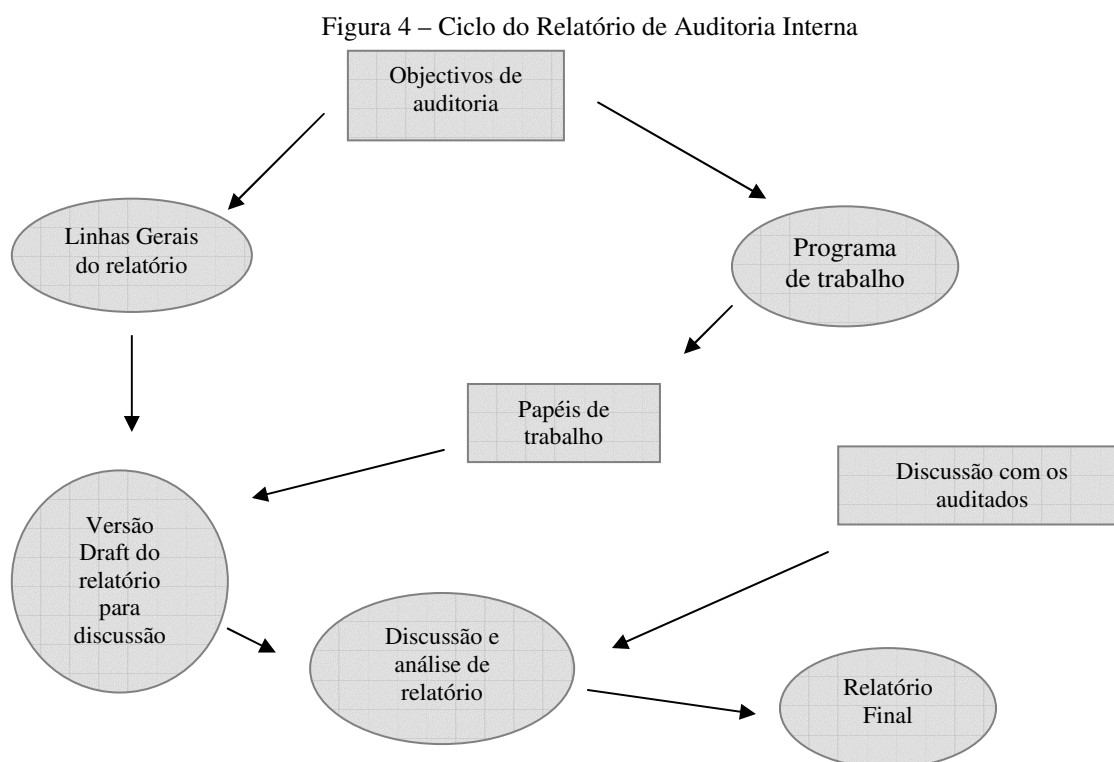 Figura 4 – Ciclo do Relatório de Auditoria Interna
Objectivos de
auditoria
Linhas Gerais
do relatório
Programa
de trabalho
Papéis de
trabalho
Discussão com os
auditados
Versão
Draft do
relatório
para
discussão
Discussão e
análise de
relatório
Relatório
Final